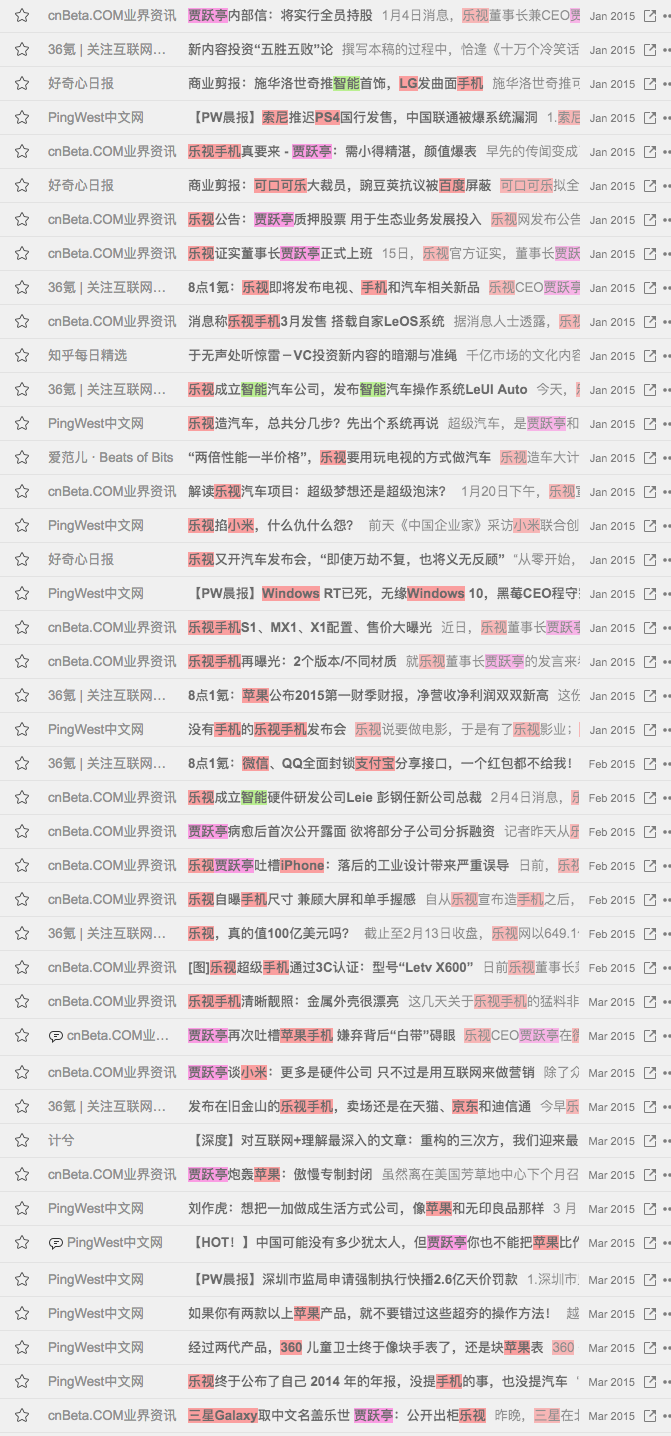 cnBeta.COM业界资讯 贾跃亭内部信：将实行全员持股 1月4日消息，乐视董事长兼CEO贾 Jan 2015
36氪 | 关注互联网… 新内容投资“五胜五败”论 撰写本稿的过程中，恰逢《十万个冷笑话 Jan 2015
好奇心日报 商业剪报：施华洛世奇推智能首饰，LG发曲面手机 施华洛世奇可 Jan 2015
PingWest中文网 【PW晨报】索尼推迟PS4国行发售，中国联通被爆系统漏洞 1.索尼 Jan 2015
cnBeta.COM业界资讯 乐视手机真要来 - 贾跃亭：需小得精湛，颜值爆表 早先的传闻变成 Jan 2015
好奇心日报 商业剪报：可口可乐大裁员，豌豆荚抗议被百度屏蔽 可口可乐拟全 Jan 2015
cnBeta.COM业界资讯 乐视公告：贾跃亭质押股票 用于生态业务发展投入 乐视网发布公告 Jan 2015
cnBeta.COM业界资讯 乐视证实董事长贾跃亭正式上班 15日，乐视官方证实，董事长贾跃 Jan 2015
36氪 | 关注互联网… 8点1氪：乐视即将发布电视、手机和汽车相关新品 乐视CEO贾跃亭 Jan 2015
cnBeta.COM业界资讯 消息称乐视手机3月发售 搭载自家LeOS系统 据消息人士透露，乐视 Jan 2015
知乎每日精选 于无声处听惊雷－VC投资新内容的暗潮与准绳 千亿市场的文化内容 Jan 2015
36氪 | 关注互联网… 乐视成立智能汽车公司，发布智能汽车操作系统LeUI Auto 今天， Jan 2015
PingWest中文网 乐视造汽车，总共分几步？先出个系统再说 超级汽车，是贾跃亭和 Jan 2015
爱范儿 · Beats of Bits “两倍性能一半价格”，乐视要用玩电视的方式做汽车 乐视造车大计 Jan 2015
cnBeta.COM业界资讯 解读乐视汽车项目：超级梦想还是超级泡沫？ 1月20日下午，乐视宣 Jan 2015
PingWest中文网 乐视掐小米，什么仇什么怨？ 前天《中国企业家》采访小米联合创 Jan 2015
好奇心日报 乐视又开汽车发布会，“即使万劫不复，也将义无反顾” “从零开始， Jan 2015
PingWest中文网 【PW晨报】Windows RT已死，无缘Windows 10，黑莓CEO程守 Jan 2015
cnBeta.COM业界资讯 乐视手机S1、MX1、X1配置、售价大曝光 近日，乐视董事长贾跃亭 Jan 2015
cnBeta.COM业界资讯 乐视手机再曝光：2个版本/不同材质 就乐视董事长贾跃亭的发言来看 Jan 2015
36氪 | 关注互联网… 8点1氪：苹果公布2015第一财季财报，净营收净利润双双新高 这份 Jan 2015
PingWest中文网 没有手机的乐视手机发布会 乐视说要做电影，于是有了乐视影业； Jan 2015
36氪 | 关注互联网… 8点1氪：微信、QQ全面封锁支付宝分享接口，一个红包都不给我！ Feb 2015
cnBeta.COM业界资讯 乐视成立智能硬件研发公司Leie 彭钢任新公司总裁 2月4日消息， Feb 2015
cnBeta.COM业界资讯 贾跃亭病愈后首次公开露面 欲将部分子公司分拆融资 记者昨天从乐 Feb 2015
cnBeta.COM业界资讯 乐视贾跃亭吐槽iPhone：落后的工业设计带来严重误导 日前，乐视 Feb 2015
cnBeta.COM业界资讯 乐视自曝手机尺寸 兼顾大屏和单手握感 自从乐视宣布造手机之后， Feb 2015
36氪 | 关注互联网… 乐视，真的值100亿美元吗？ 截止至2月13日收盘，乐视网以649.1 Feb 2015
cnBeta.COM业界资讯 [图]乐视超级手机通过3C认证：型号“Letv X600” 日前乐视董事长 Feb 2015
cnBeta.COM业界资讯 乐视手机清晰靓照：金属外壳很漂亮 这几天关于乐视手机的猛料非 Mar 2015
cnBeta.COM业… 贾跃亭再次吐槽苹果手机 嫌弃背后“白带”碍眼 乐视CEO贾跃亭在微 Mar 2015
cnBeta.COM业界资讯 贾跃亭谈小米：更多是硬件公司 只不过是用互联网来做营销 除了众 Mar 2015
36氪 | 关注互联网… 发布在旧金山的乐视手机，卖场还是在天猫、京东和迪信通 今早乐 Mar 2015
计兮 【深度】对互联网+理解最深入的文章：重构的三次方，我们迎来最 Mar 2015
cnBeta.COM业界资讯 贾跃亭炮轰苹果：傲慢专制封闭 虽然离在美国芳草地中心下个月召 Mar 2015
PingWest中文网 刘作虎：想把一加做成生活方式公司，像苹果和无印良品那样 3 月 Mar 2015
PingWest中文网 【HOT！】中国可能没有多少犹太人，但贾跃亭你也不能把苹果比作 Mar 2015
PingWest中文网 【PW晨报】深圳市监局申请强制执行快播2.6亿天价罚款 1.深圳市 Mar 2015
PingWest中文网 如果你有两款以上苹果产品，就不要错过这些超夯的操作方法！ 越 Mar 2015
PingWest中文网 经过两代产品，360 儿童卫士终于像块手表了，还是块苹果表 360 Mar 2015
PingWest中文网 乐视终于公布了自己 2014 年的年报，没提手机的事，也没提汽车 Mar 2015
cnBeta.COM业界资讯 三星Galaxy取中文名盖乐世 贾跃亭：公开出柜乐视 昨晚，三星在北 Mar 2015